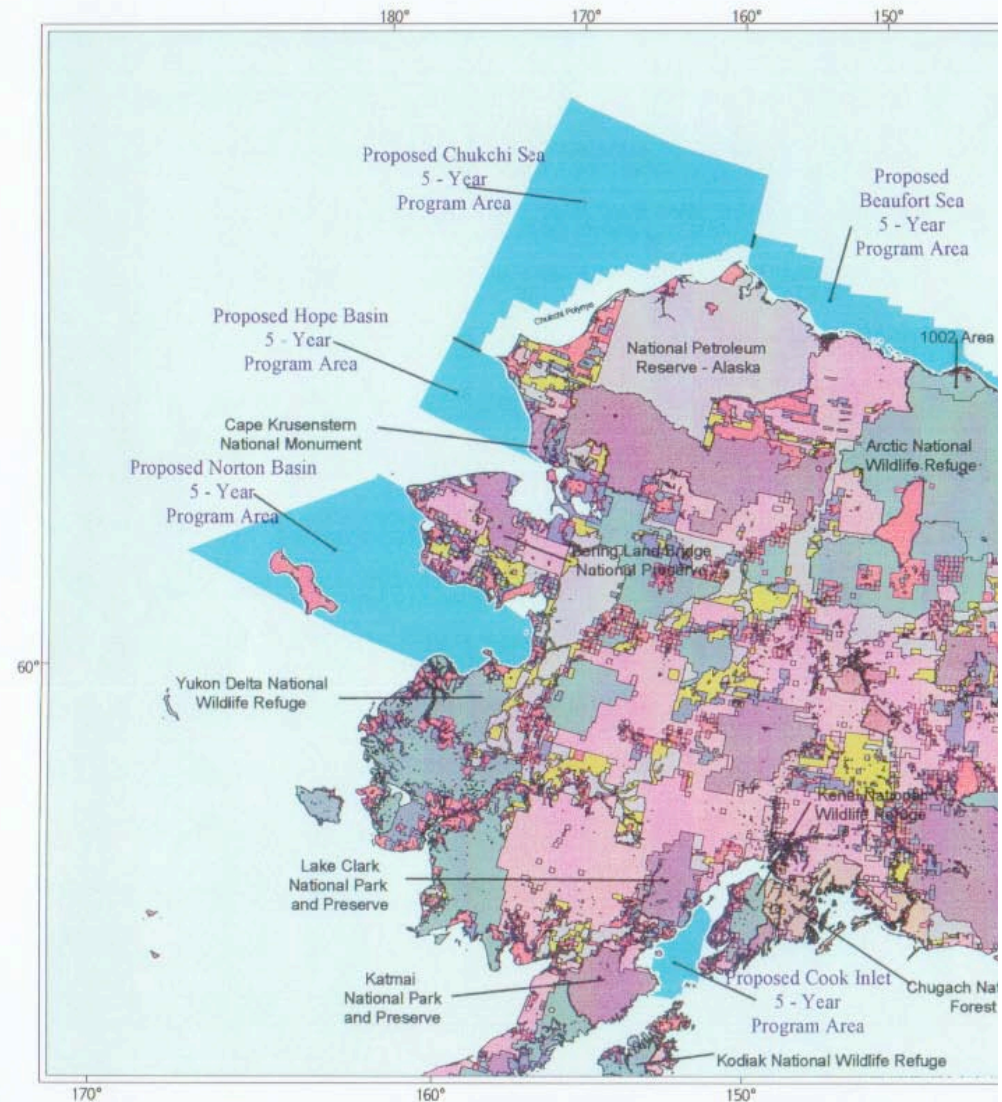 180°
170°
160°
150°
Proposed Chukchi Sea
5 - Year
Program Area
Proposed
Beaufort Sea
5 - Year
Program Area
Chukchi Polynya
Proposed Hope Basin
5 - Year
Program Area
1002 Area
National Petroleum
Reserve - Alaska
Cape Krusenstern
National Monument
Arctic National
Wildlife Refuge
Proposed Norton Basin
5 - Year
Program Area
Bering Land Bridge
National Preserve
60°
Yukon Delta National
Wildlife Refuge
Kenai National
Wildlife Refuge
Lake Clark
National Park
and Preserve
Katmai
National Park
and Preserve
Proposed Cook Inlet
5 - Year
Program Area
Chugach Nat
Forest
Kodiak National Wildlife Refuge
170°
160°
150°